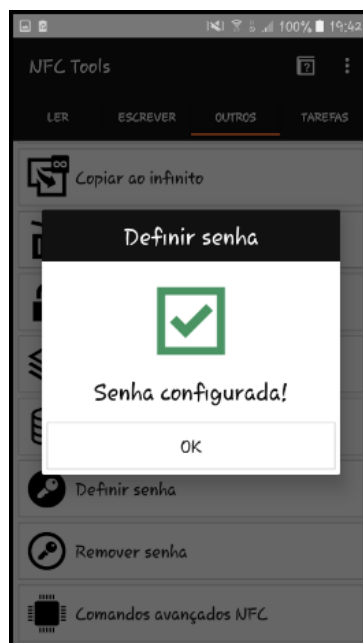 100% 19:42
NFC Tools
LER ESCREVER OUTROS TAREFAS
Copiar ao infinito
Definir senha
Senha configurada!
OK
Definir senha
Remover senha
Comandos avançados NFC